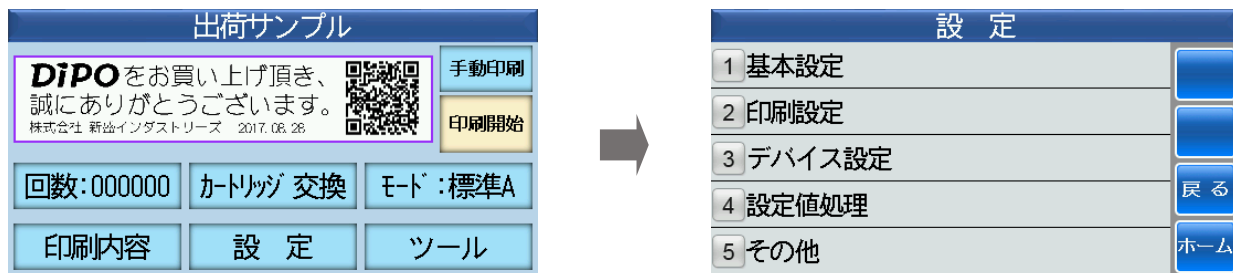 出荷サンプル
DiPOをお買い上げ頂き、
誠にありがとうございます。
株式会社 新盛インダストリーズ 2017.08.28
手動印刷
印刷開始
回数:000000
ｶｰﾄﾘｯｼﾞ 交換
ﾓｰﾄﾞ:標準A
印刷内容
設 定
ツール
設 定
1 基本設定
2 印刷設定
3 デバイス設定
4 設定値処理
5 その他
戻 る
ホーム